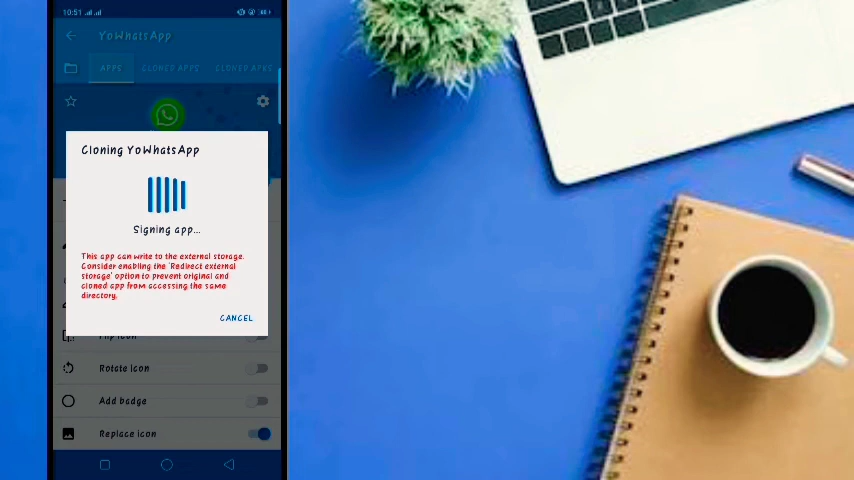 10:51
YoWhatsApp
APPS
CLONED APPS
CLONED APKS
Cloning YoWhatsApp
Signing app...
This app can write to the external storage.
Consider enabling the 'Redirect external
storage' option to prevent original and
cloned app from accessing the same
directory.
CANCEL
Flip icon
Rotate icon
Add badge
Replace icon